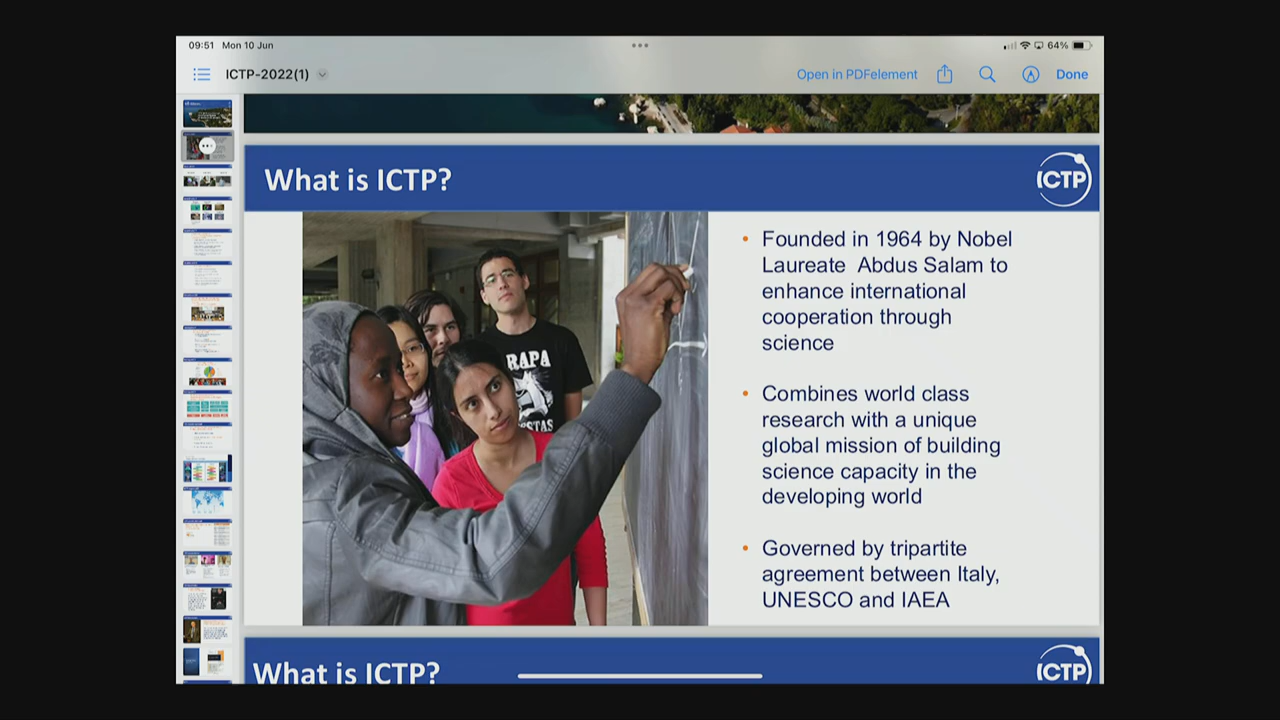 09:51 Mon 10 Jun
64%
ICTP-2022(1)
Open in PDFelement
Done
What is ICTP?
ICTP
RAPA
• Founded in 1964 by Nobel
Laureate Abdus Salam to
enhance international
cooperation through
science
• Combines world class
research with unique
global mission of building
science capacity in the
developing world
• Governed by tripartite
agreement between Italy,
UNESCO and IAEA
What is ICTP?
ICTP